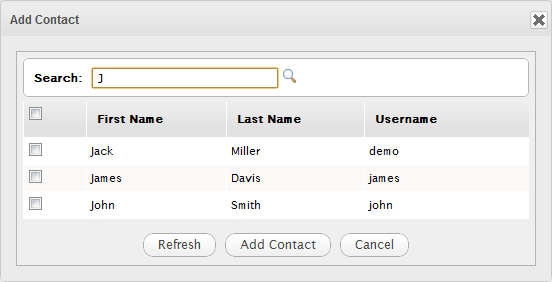 Add Contact
Search: J
First Name Last Name Username
Jack Miller demo
James Davis james
John Smith john
Refresh Add Contact Cancel